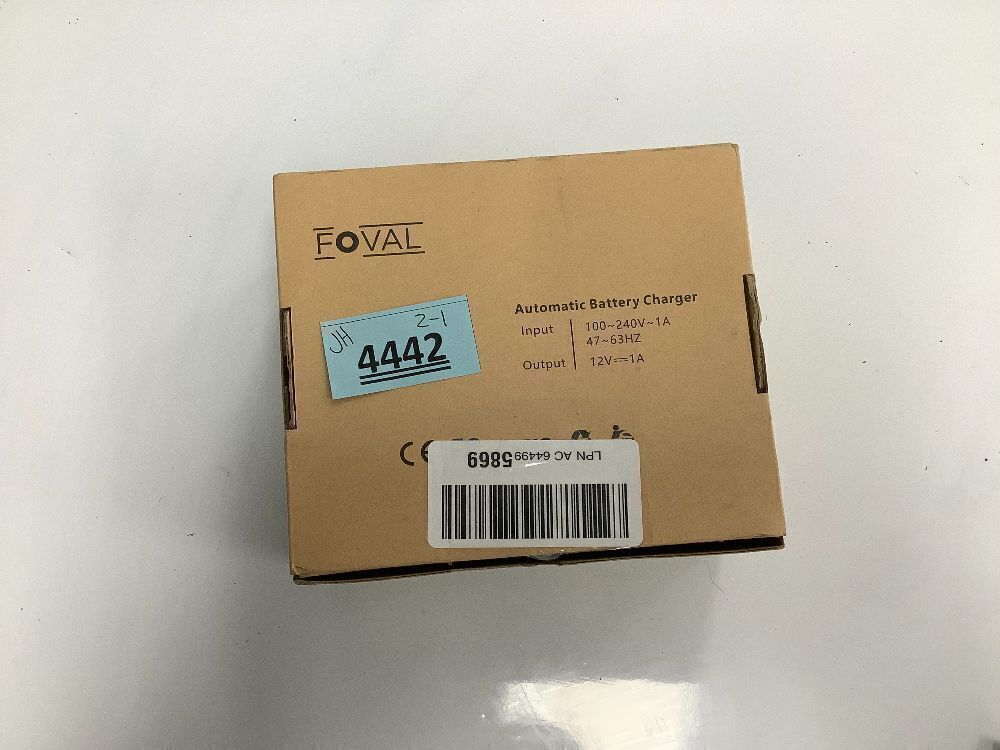 FOVAL
JH
2-1
4442
Automatic Battery Charger
Input 100~240V~1A
47~63HZ
Output 12V⎓1A
CE
LPN AC 644995869